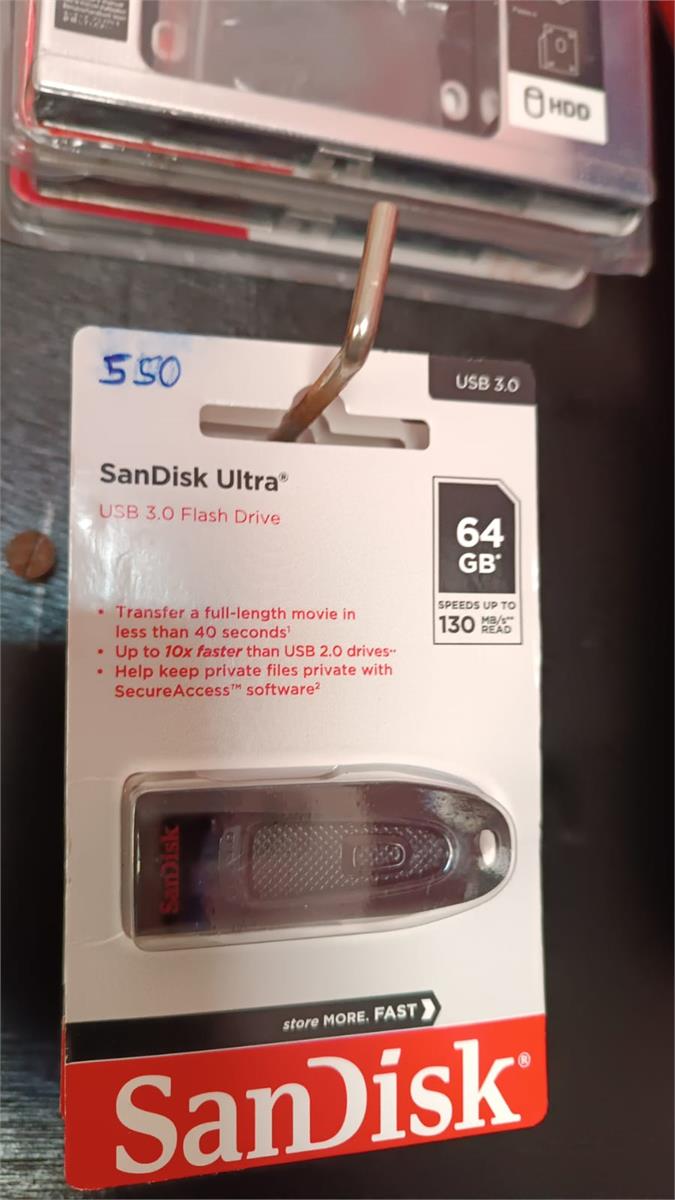 HDD
550
USB 3.0
SanDisk Ultra®
USB 3.0 Flash Drive
64
GB*
SPEEDS UP TO
130 MB/s**
READ
• Transfer a full-length movie in
less than 40 seconds¹
• Up to 10x faster than USB 2.0 drives**
• Help keep private files private with
SecureAccess™ software²
SanDisk
store MORE. FAST
SanDisk®